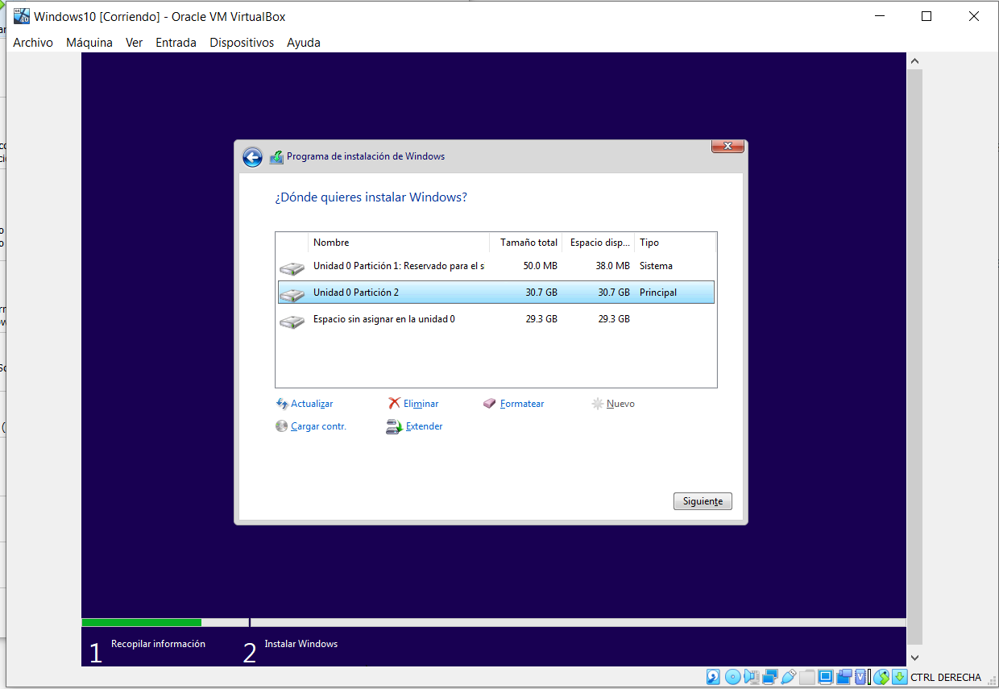 Windows10 [Corriendo] - Oracle VM VirtualBox
Archivo Máquina Ver Entrada Dispositivos Ayuda
Programa de instalación de Windows
¿Dónde quieres instalar Windows?
Nombre Tamaño total Espacio disp... Tipo
Unidad 0 Partición 1: Reservado para el s 50.0 MB 38.0 MB Sistema
Unidad 0 Partición 2 30.7 GB 30.7 GB Principal
Espacio sin asignar en la unidad 0 29.3 GB 29.3 GB
Actualizar Eliminar Formatear Nuevo
Cargar contr. Extender
Siguiente
1 Recopilar información 2 Instalar Windows
CTRL DERECHA